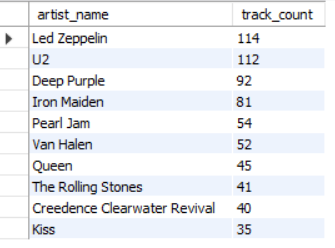 artist_name track_count
Led Zeppelin 114
U2 112
Deep Purple 92
Iron Maiden 81
Pearl Jam 54
Van Halen 52
Queen 45
The Rolling Stones 41
Creedence Clearwater Revival 40
Kiss 35